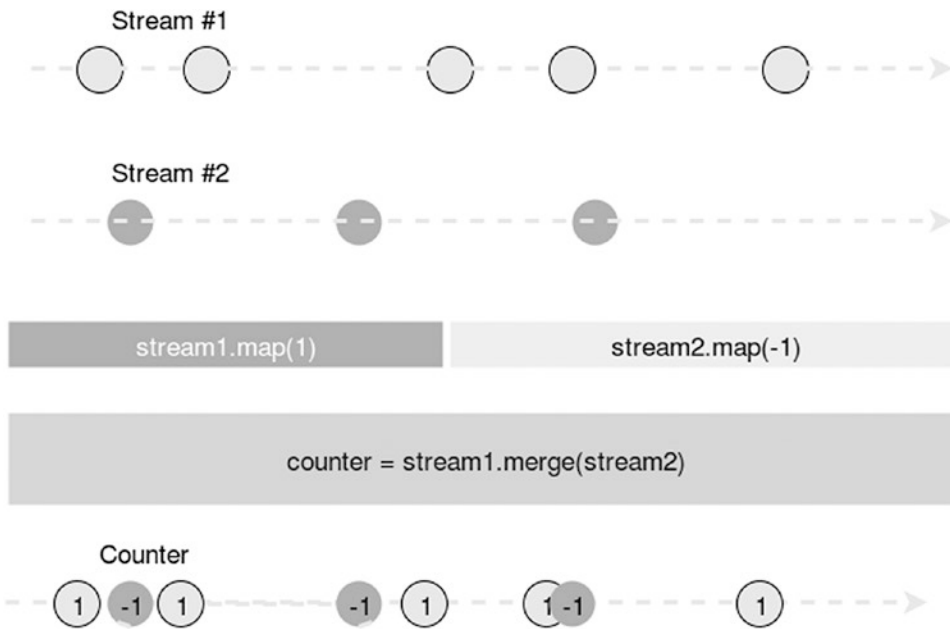 Stream #1
Stream #2
stream1.map(1) stream2.map(-1)
counter = stream1.merge(stream2)
Counter
1 -1 1 -1 1 1 -1 1